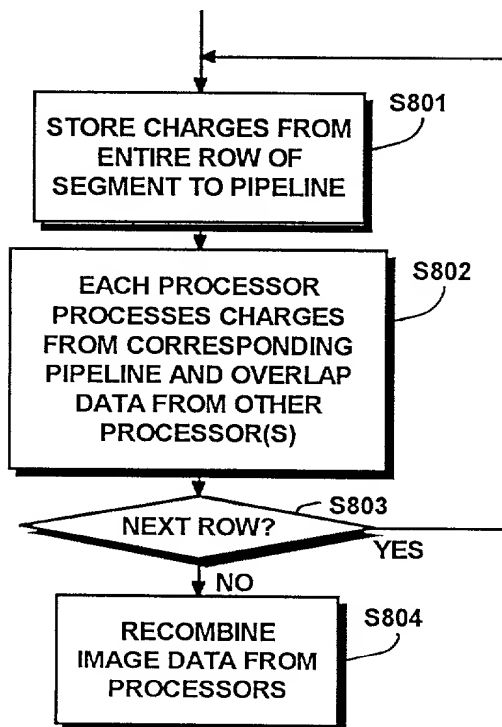 S801
STORE CHARGES FROM
ENTIRE ROW OF
SEGMENT TO PIPELINE
S802
EACH PROCESSOR
PROCESSES CHARGES
FROM CORRESPONDING
PIPELINE AND OVERLAP
DATA FROM OTHER
PROCESSOR(S)
S803
NEXT ROW?
YES
NO
S804
RECOMBINE
IMAGE DATA FROM
PROCESSORS